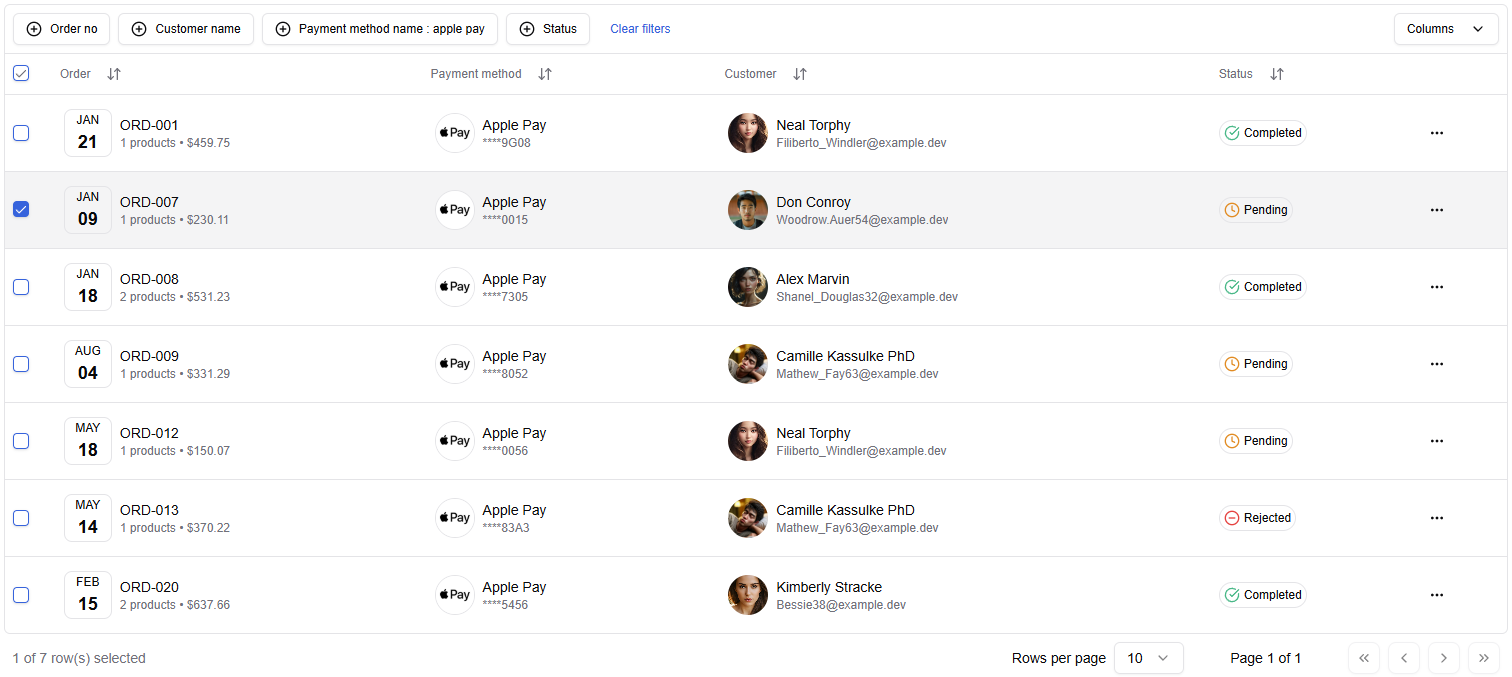 Order no
Customer name
Payment method name : apple pay
Status
Clear filters
Columns
Order
Payment method
Customer
Status
JAN
21
ORD-001
1 products • $459.75
Pay
Apple Pay
****9G08
Neal Torphy
Filiberto_Windler@example.dev
Completed
JAN
09
ORD-007
1 products • $230.11
Pay
Apple Pay
****0015
Don Conroy
Woodrow.Auer54@example.dev
Pending
JAN
18
ORD-008
2 products • $531.23
Pay
Apple Pay
****7305
Alex Marvin
Shanel_Douglas32@example.dev
Completed
AUG
04
ORD-009
1 products • $331.29
Pay
Apple Pay
****8052
Camille Kassulke PhD
Mathew_Fay63@example.dev
Pending
MAY
18
ORD-012
1 products • $150.07
Pay
Apple Pay
****0056
Neal Torphy
Filiberto_Windler@example.dev
Pending
MAY
14
ORD-013
1 products • $370.22
Pay
Apple Pay
****83A3
Camille Kassulke PhD
Mathew_Fay63@example.dev
Rejected
FEB
15
ORD-020
2 products • $637.66
Pay
Apple Pay
****5456
Kimberly Stracke
Bessie38@example.dev
Completed
1 of 7 row(s) selected
Rows per page
10
Page 1 of 1